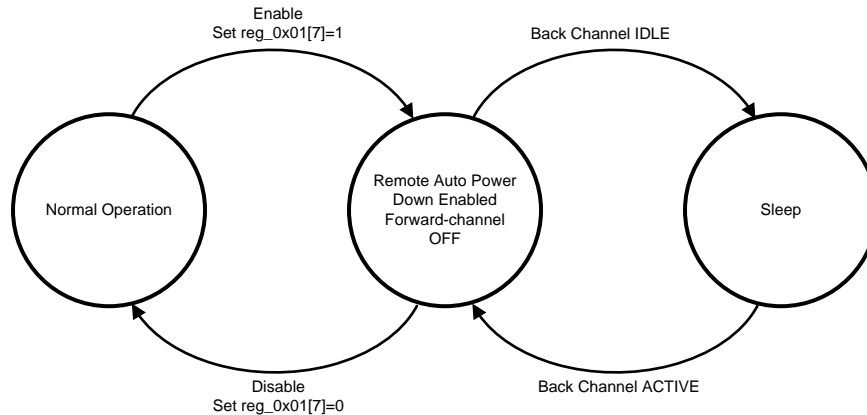 Enable
Set reg_0x01[7]=1
Back Channel IDLE
Normal Operation
Remote Auto Power
Down Enabled
Forward-channel
OFF
Sleep
Disable
Set reg_0x01[7]=0
Back Channel ACTIVE